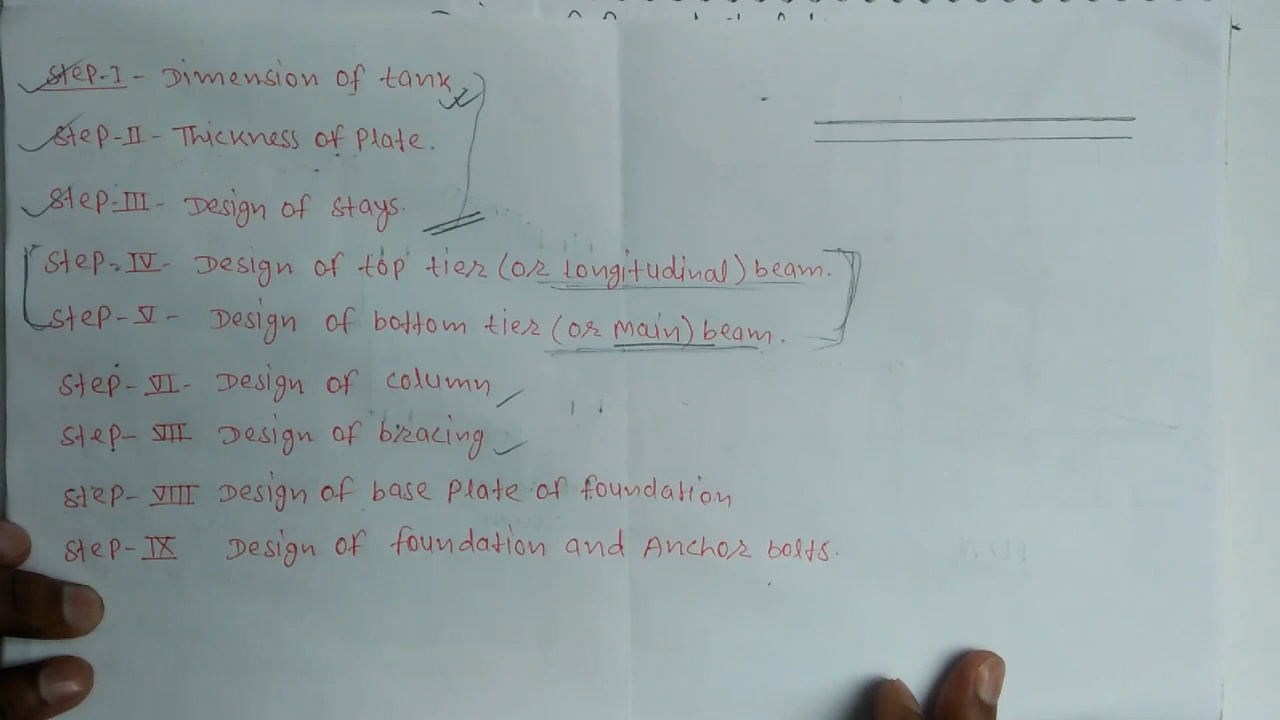 Step-I - Dimension of tank
Step-II - Thickness of Plate.
Step-III - Design of stays.
Step-IV- Design of top tier (or longitudinal) beam.
Step-V- Design of bottom tier (or main) beam.
Step-VI- Design of column
Step-VII Design of bracing
Step-VIII Design of base Plate of foundation
Step-IX Design of foundation and Anchor bolts.